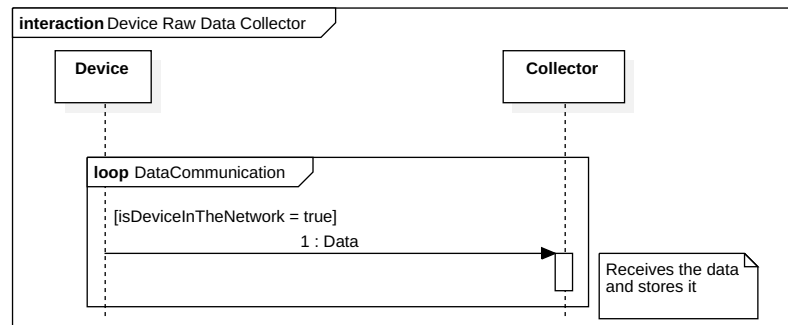 interaction Device Raw Data Collector
Device
Collector
loop DataCommunication
[isDeviceInTheNetwork = true]
1 : Data
Receives the data
and stores it